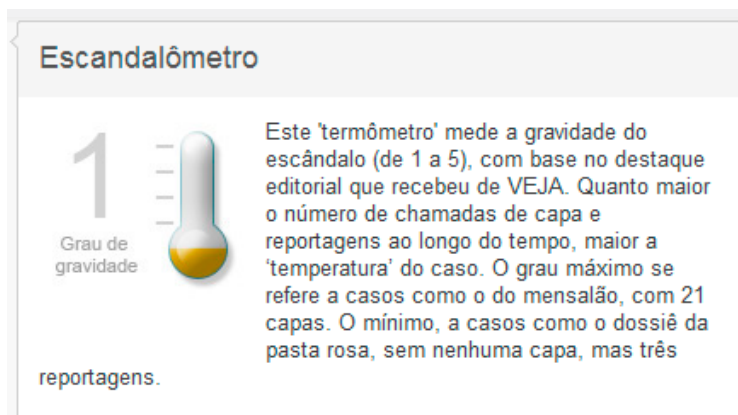 Escandalômetro
1
Grau de
gravidade
Este 'termômetro' mede a gravidade do
escândalo (de 1 a 5), com base no destaque
editorial que recebeu de VEJA. Quanto maior
o número de chamadas de capa e
reportagens ao longo do tempo, maior a
‘temperatura’ do caso. O grau máximo se
refere a casos como o do mensalão, com 21
capas. O mínimo, a casos como o dossiê da
pasta rosa, sem nenhuma capa, mas três
reportagens.